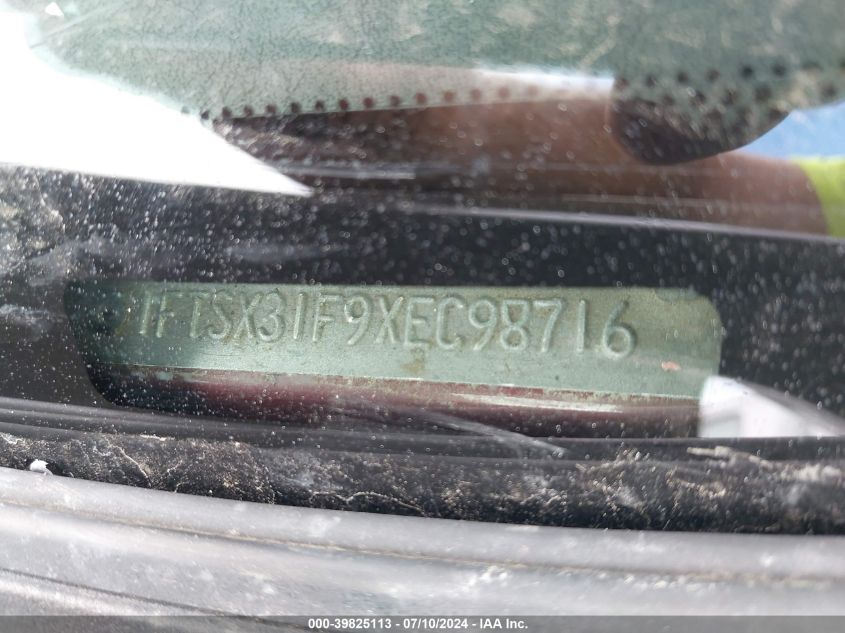 1FTSX31F9XEC98716
000-39825113 - 07/10/2024 - IAA Inc.